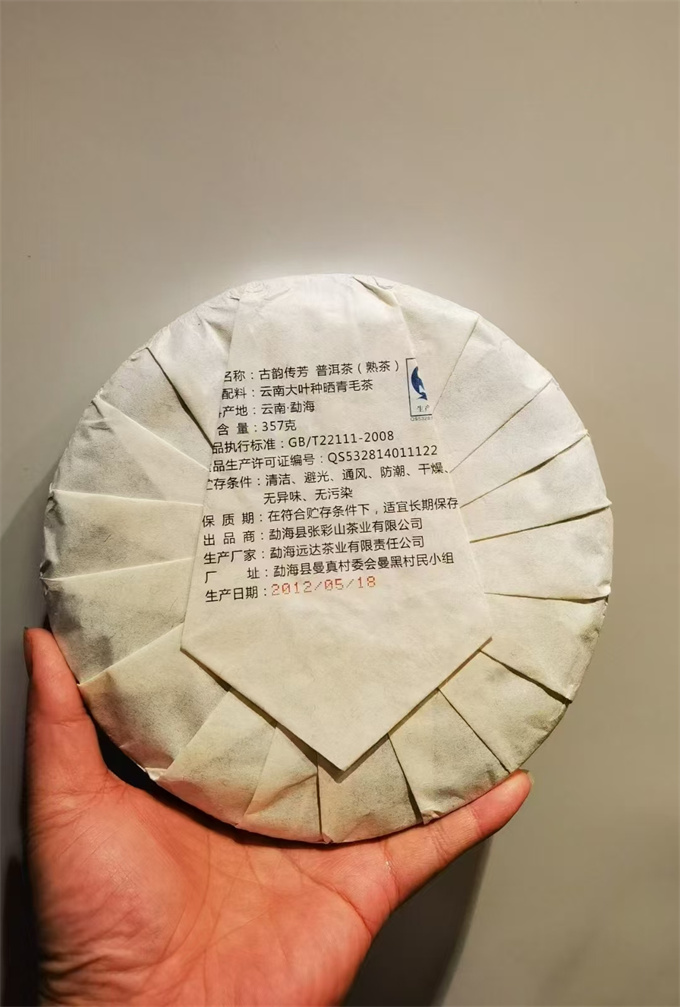 名称：古韵传芳 普洱茶（熟茶）
配料：云南大叶种晒青毛茶
产地：云南·勐海
含 量：357克
品执行标准：GB/T22111-2008
品生产许可证编号：QS532814011122
贮存条件：清洁、避光、通风、防潮、干燥、
无异味、无污染
保 质 期：在符合贮存条件下，适宜长期保存
出 品 商：勐海县张彩山茶业有限公司
生产厂家：勐海远达茶业有限责任公司
厂 址：勐海县曼真村委会曼黑村民小组
生产日期：2012/05/18
生产